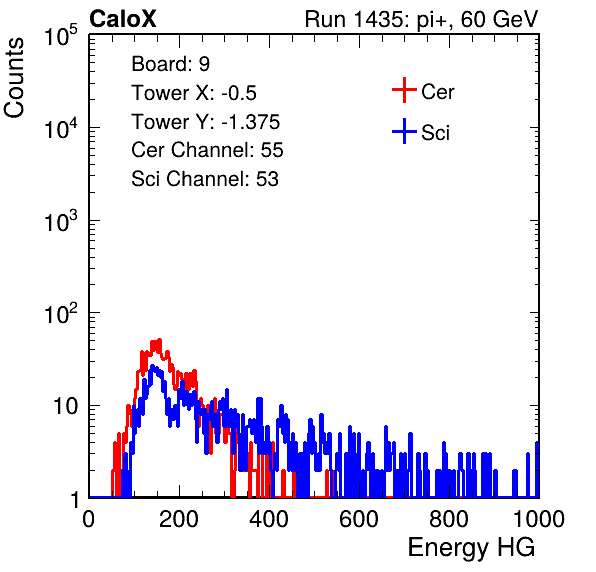 CaloX Run 1435: pi+, 60 GeV
Counts
Board: 9
Tower X: -0.5
Tower Y: -1.375
Cer Channel: 55
Sci Channel: 53
Cer
Sci
10^5
10^4
10^3
10^2
10
1
0 200 400 600 800 1000
Energy HG